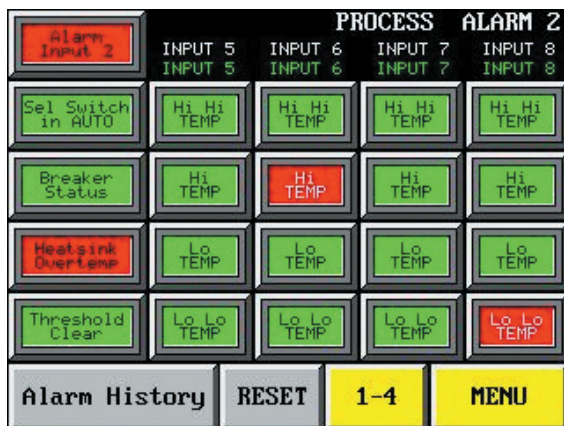 Alarm
Input 2
PROCESS ALARM 2
INPUT 5 INPUT 6 INPUT 7 INPUT 8
INPUT 5 INPUT 6 INPUT 7 INPUT 8
Sel Switch
in AUTO
Hi Hi
TEMP
Hi Hi
TEMP
Hi Hi
TEMP
Hi Hi
TEMP
Breaker
Status
Hi
TEMP
Hi
TEMP
Hi
TEMP
Hi
TEMP
Heatsink
Overtemp
Lo
TEMP
Lo
TEMP
Lo
TEMP
Lo
TEMP
Threshold
Clear
Lo Lo
TEMP
Lo Lo
TEMP
Lo Lo
TEMP
Lo Lo
TEMP
Alarm History
RESET
1-4
MENU